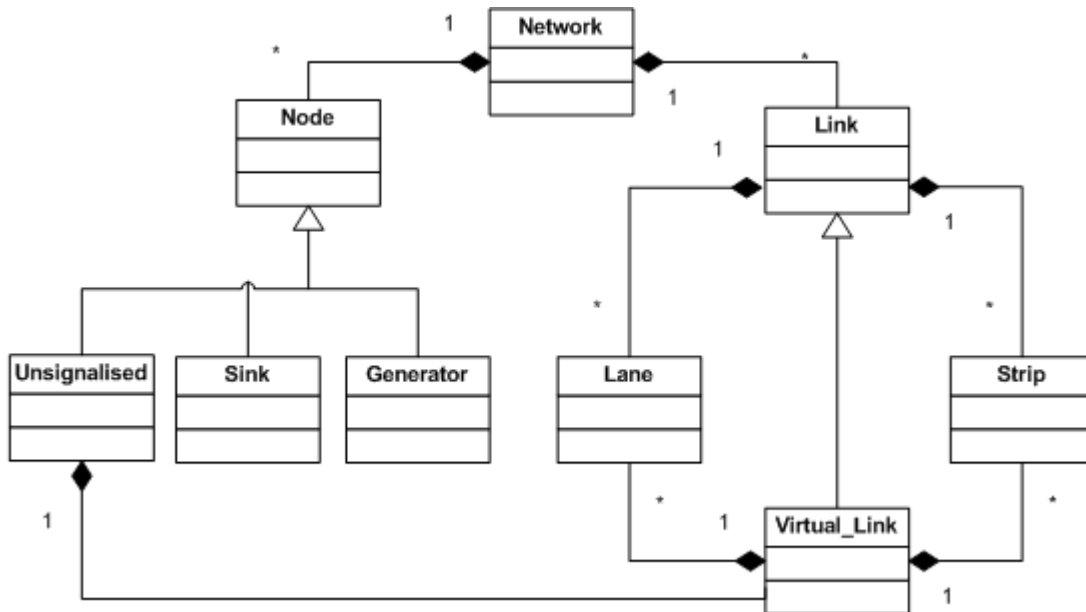 1
Network
*
*
1
Node
Link
1
1
*
*
Unsignalised
Sink
Generator
Lane
Strip
*
*
1
1
Virtual_Link
1